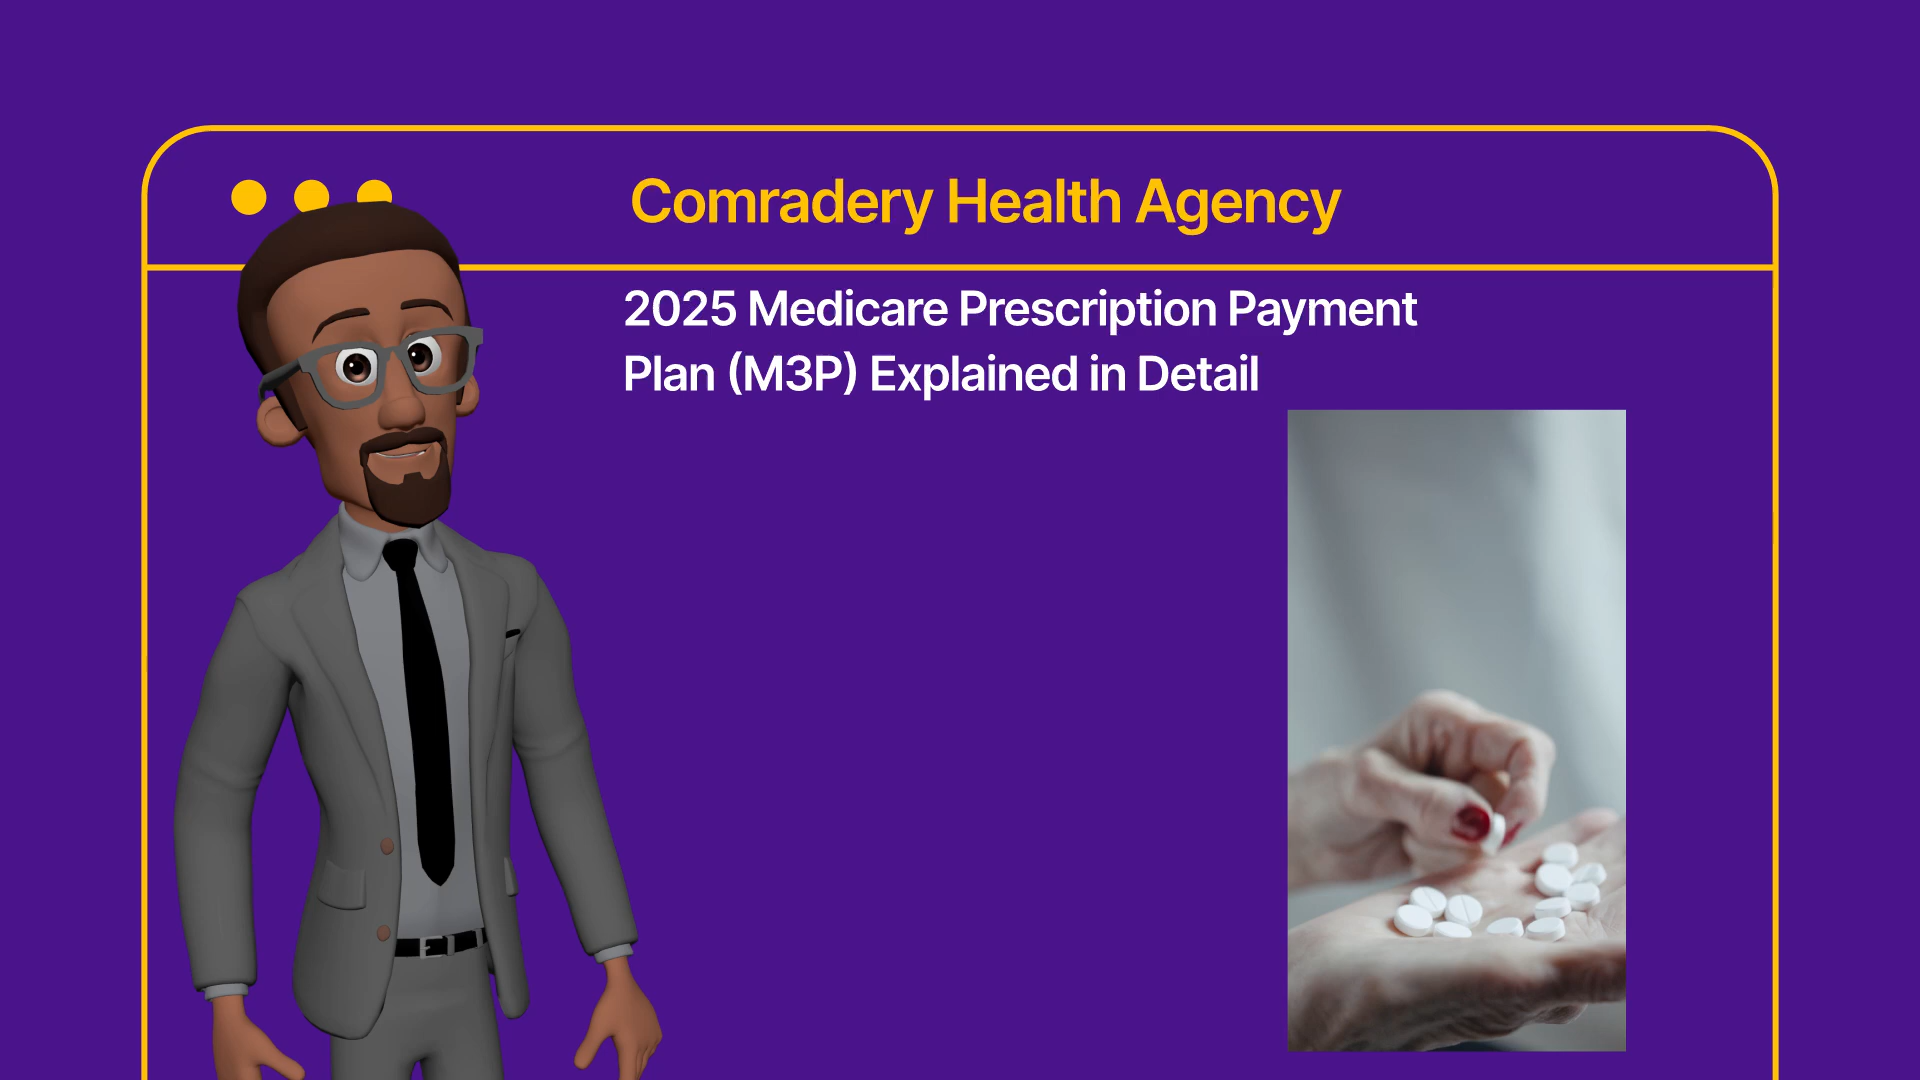 Comradery Health Agency
2025 Medicare Prescription Payment
Plan (M3P) Explained in Detail